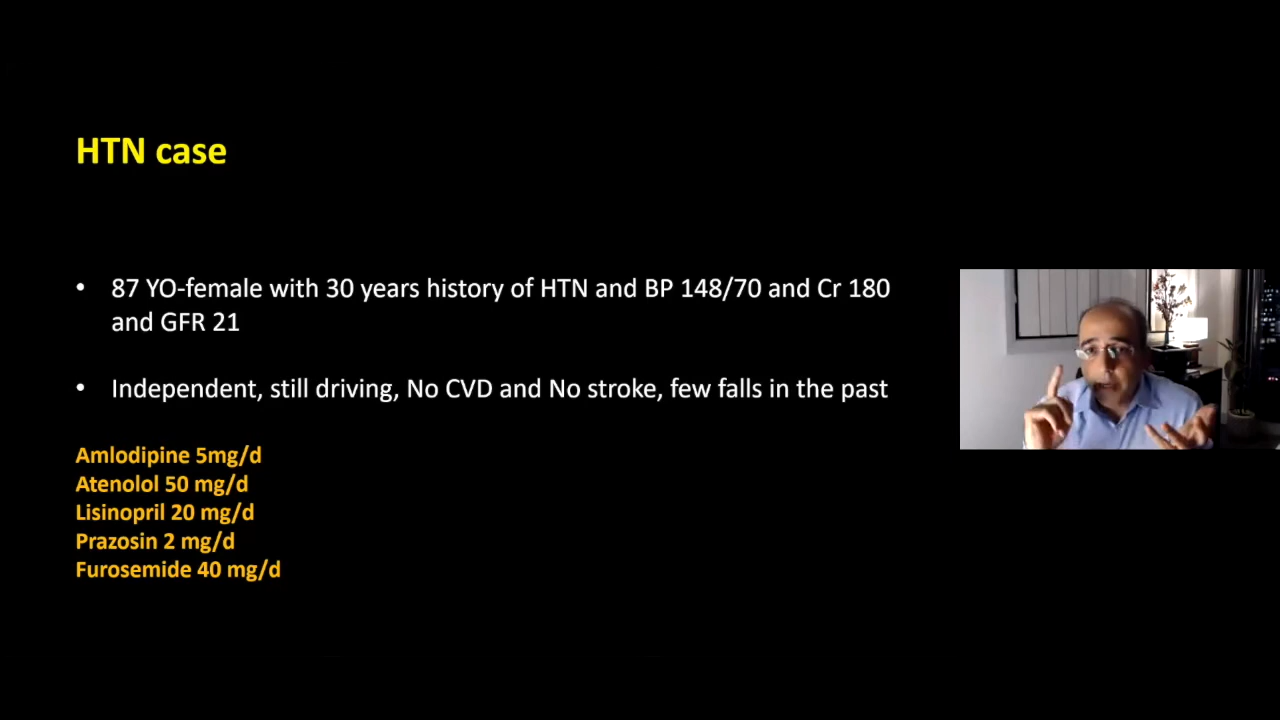 HTN case
• 87 YO-female with 30 years history of HTN and BP 148/70 and Cr 180
and GFR 21
• Independent, still driving, No CVD and No stroke, few falls in the past
Amlodipine 5mg/d
Atenolol 50 mg/d
Lisinopril 20 mg/d
Prazosin 2 mg/d
Furosemide 40 mg/d